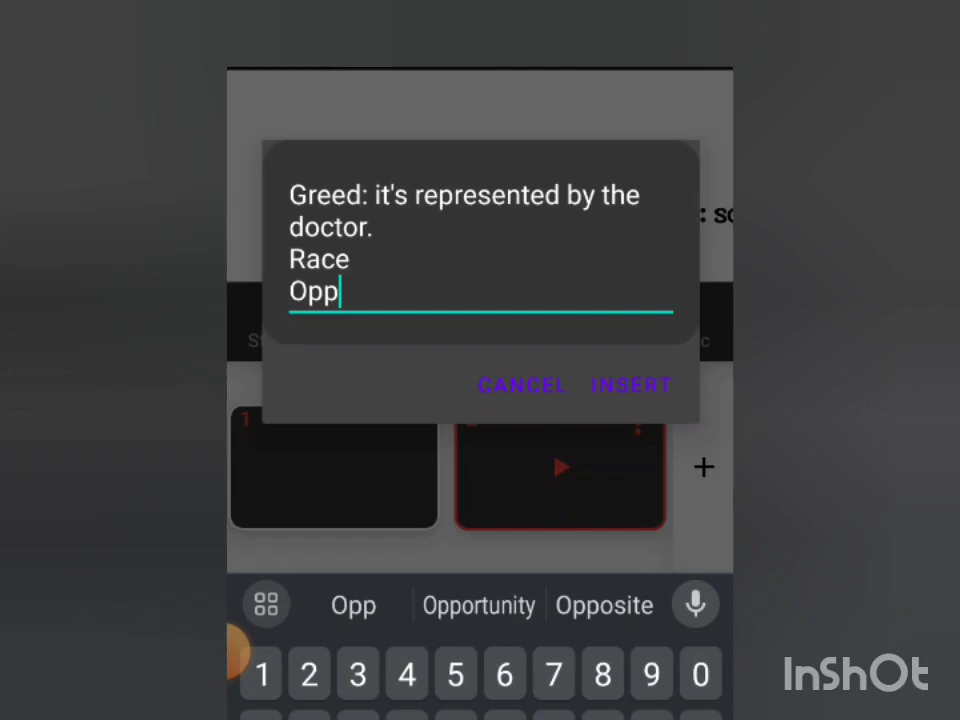 Greed: it's represented by the
doctor.
Race
Opp
CANCEL INSERT
1
+
Opp Opportunity Opposite
1 2 3 4 5 6 7 8 9 0
InShOt